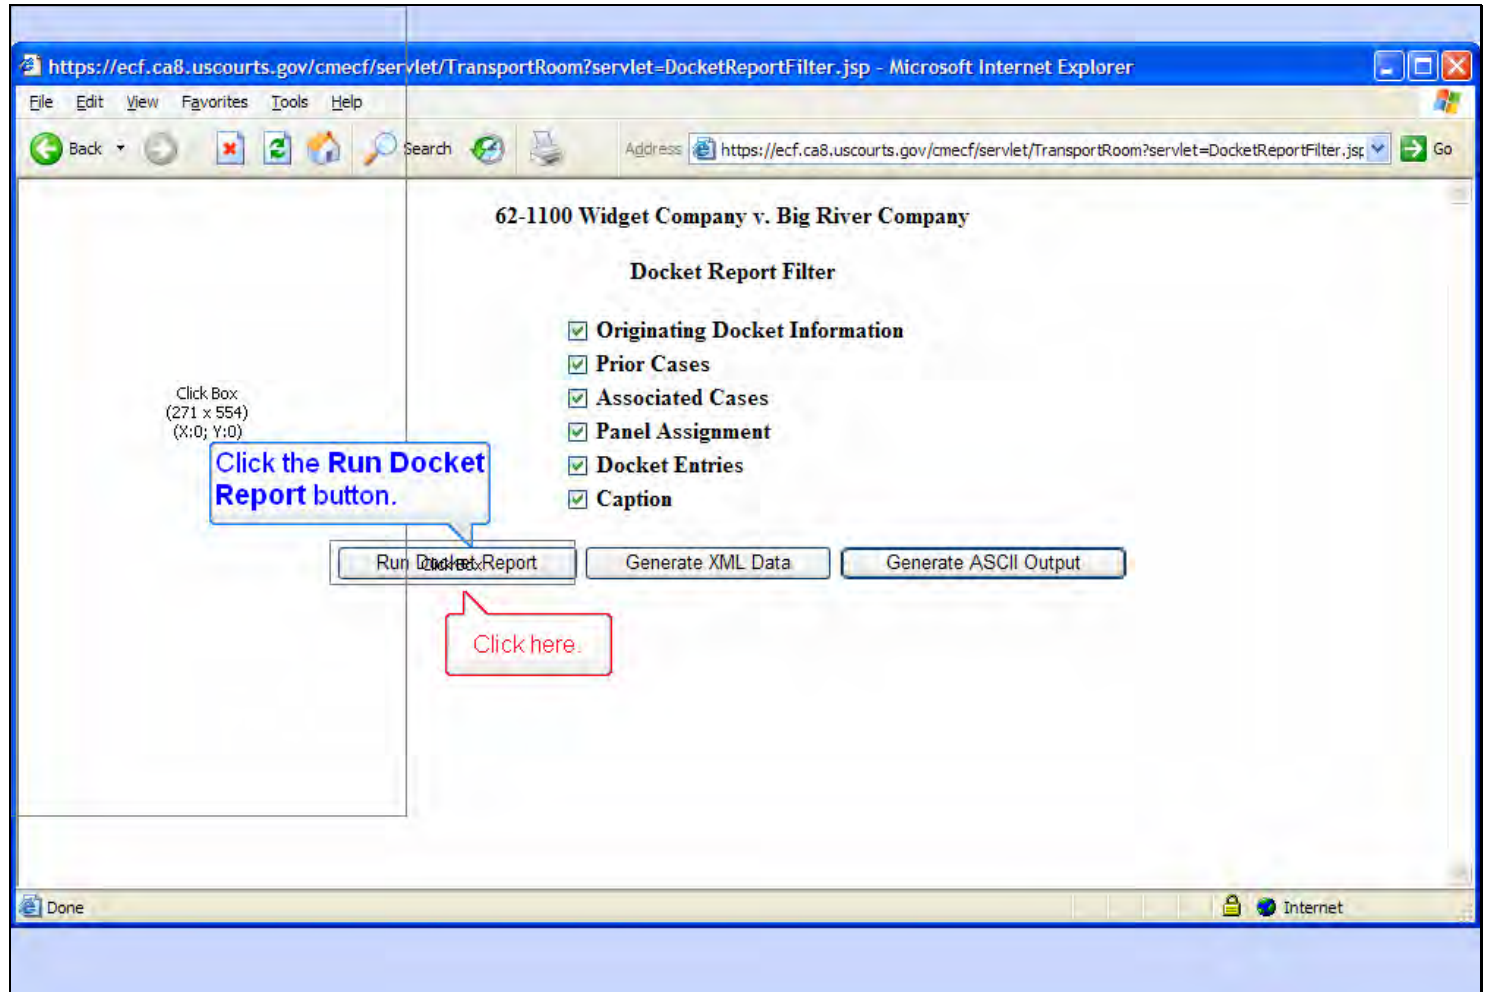 https://ecf.ca8.uscourts.gov/cmecf/servlet/TransportRoom?servlet=DocketReportFilter.jsp - Microsoft Internet Explorer
File Edit View Favorites Tools Help
Back Search Address https://ecf.ca8.uscourts.gov/cmecf/servlet/TransportRoom?servlet=DocketReportFilter.jsp Go
62-1100 Widget Company v. Big River Company
Docket Report Filter
Originating Docket Information
Prior Cases
Associated Cases
Panel Assignment
Docket Entries
Caption
Click Box
(271 x 554)
(X:0; Y:0)
Click the Run Docket
Report button.
Run Docket Report Generate XML Data Generate ASCII Output
Click Box
Click here.
Done Internet